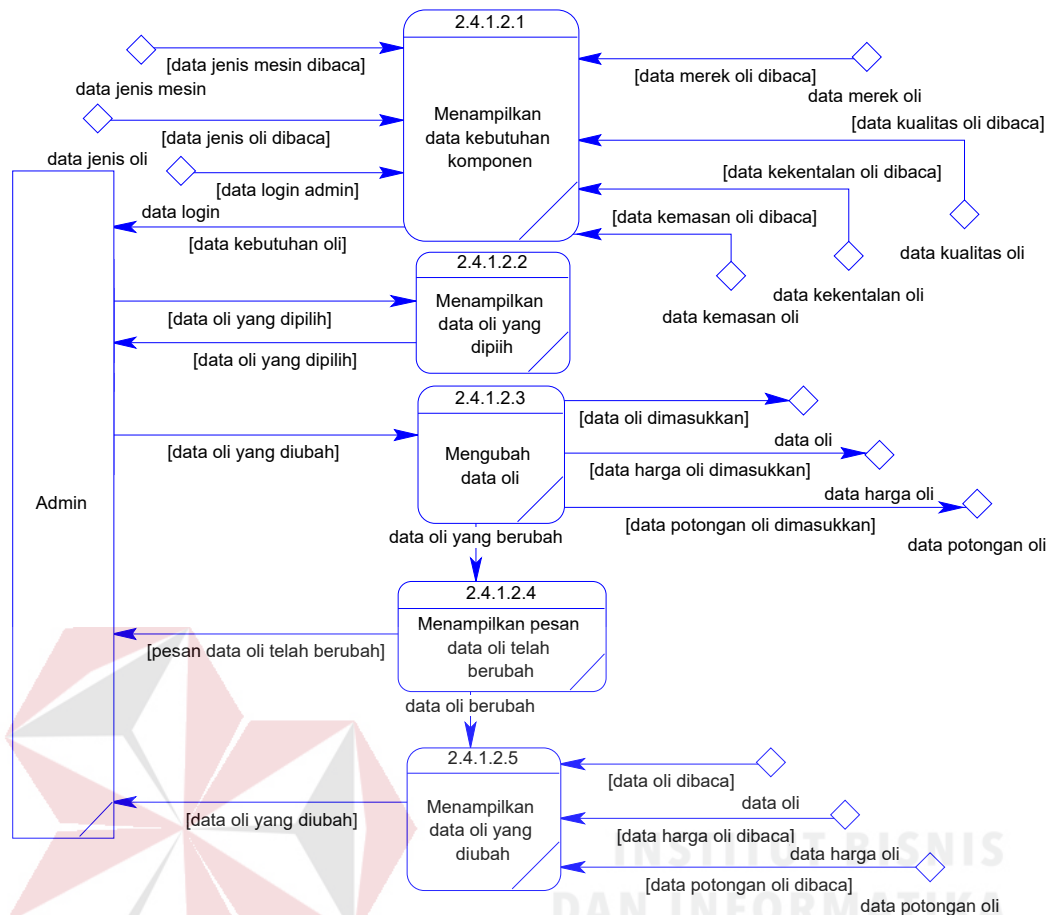 2.4.1.2.1
[data jenis mesin dibaca]
data jenis mesin
[data jenis oli dibaca]
data jenis oli
[data login admin]
data login
[data kebutuhan oli]
Menampilkan
data kebutuhan
komponen
[data merek oli dibaca]
data merek oli
[data kualitas oli dibaca]
[data kekentalan oli dibaca]
[data kemasan oli dibaca]
data kualitas oli
data kekentalan oli
data kemasan oli
2.4.1.2.2
Menampilkan
data oli yang
dipiih
[data oli yang dipilih]
[data oli yang dipilih]
2.4.1.2.3
Mengubah
data oli
[data oli yang diubah]
[data oli dimasukkan]
data oli
[data harga oli dimasukkan]
data harga oli
[data potongan oli dimasukkan]
data potongan oli
Admin
data oli yang berubah
2.4.1.2.4
Menampilkan pesan
data oli telah
berubah
[pesan data oli telah berubah]
data oli berubah
2.4.1.2.5
Menampilkan
data oli yang
diubah
[data oli yang diubah]
[data oli dibaca]
data oli
[data harga oli dibaca]
data harga oli
[data potongan oli dibaca]
data potongan oli
INSTITUT BISNIS
DAN INFORMATIKA